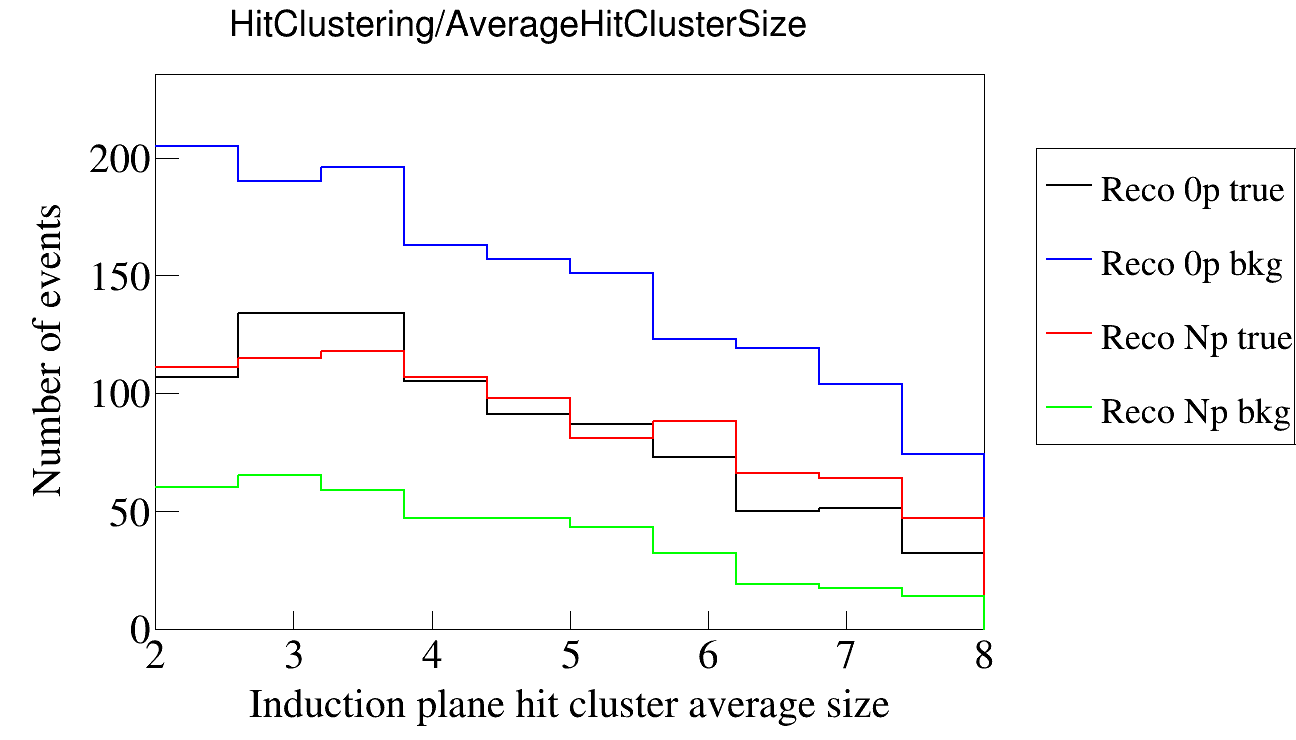 HitClustering/AverageHitClusterSize
Number of events
200
150
100
50
0
2 3 4 5 6 7 8
Induction plane hit cluster average size
Reco 0p true
Reco 0p bkg
Reco Np true
Reco Np bkg